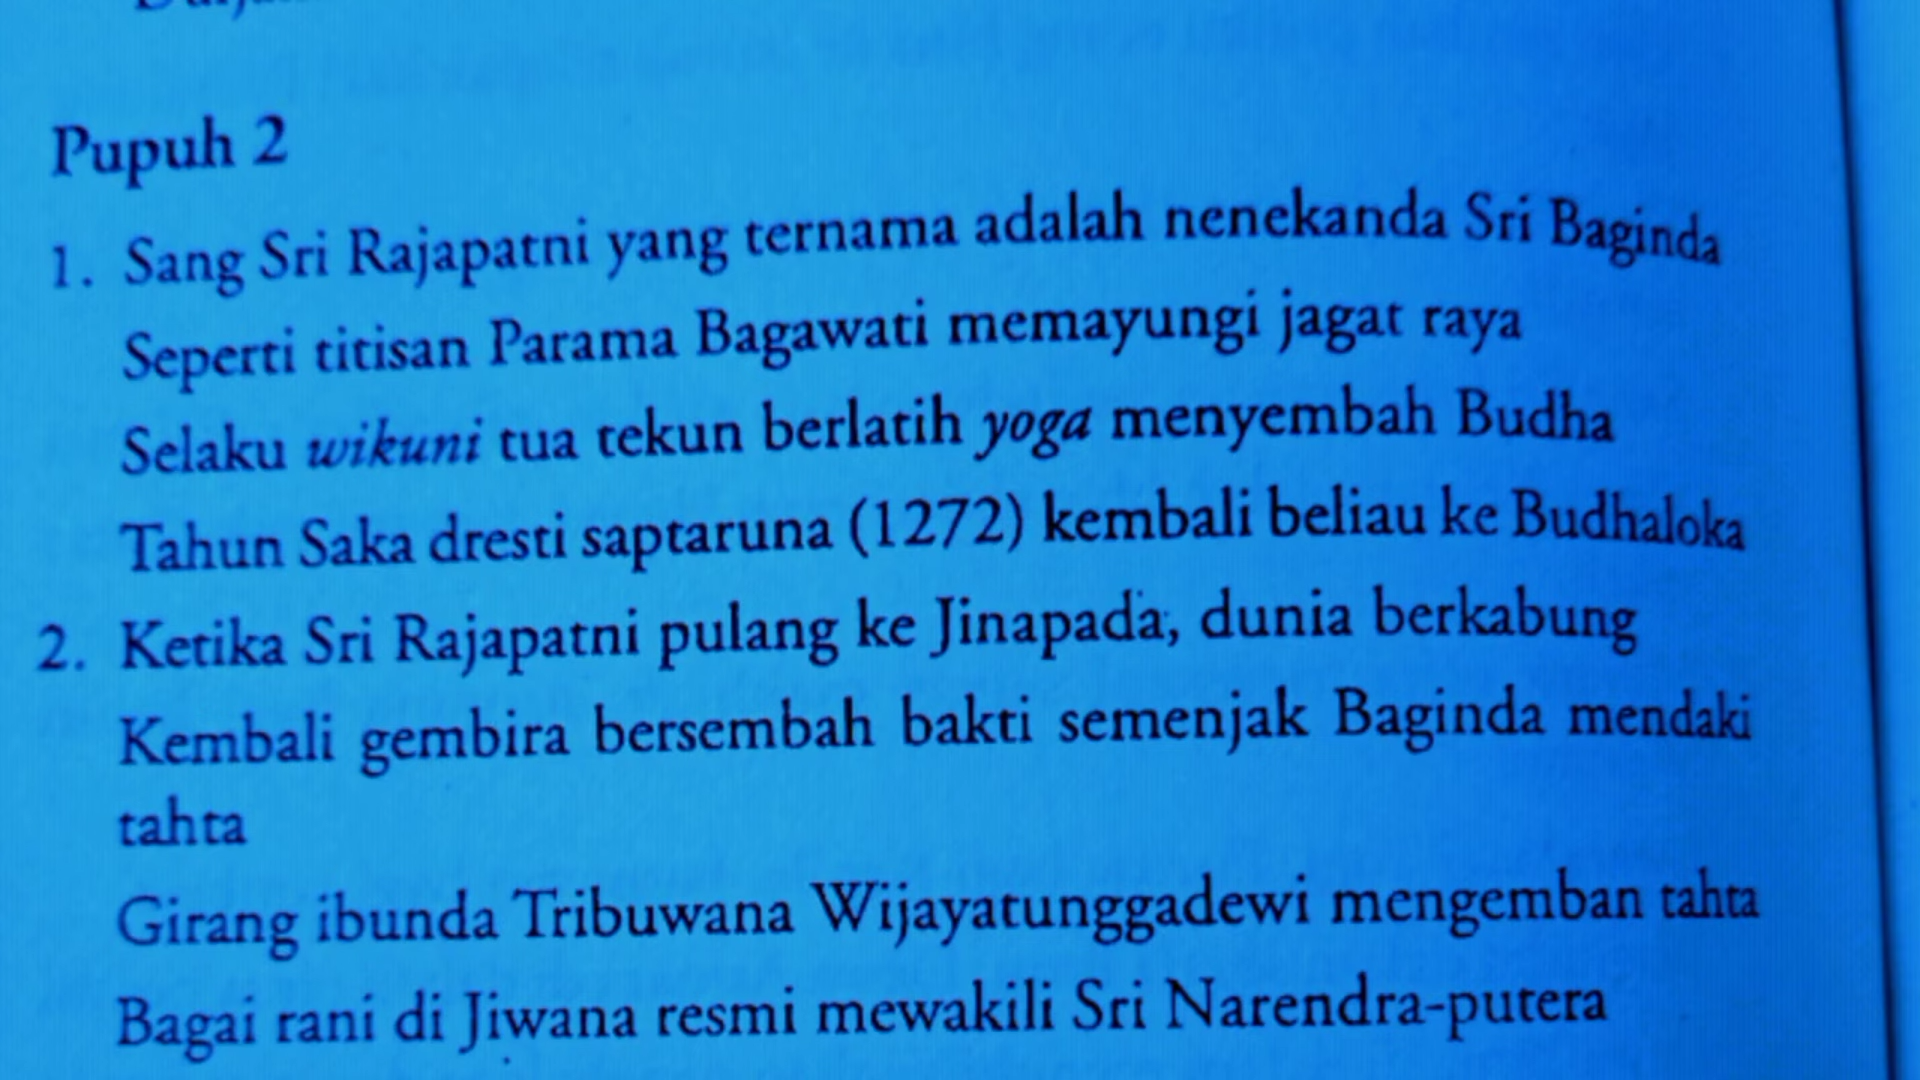 Pupuh 2
1. Sang Sri Rajapatni yang ternama adalah nenekanda Sri Baginda
Seperti titisan Parama Bagawati memayungi jagat raya
Selaku wikuni tua tekun berlatih yoga menyembah Budha
Tahun Saka dresti saptaruna (1272) kembali beliau ke Budhaloka
2. Ketika Sri Rajapatni pulang ke Jinapada, dunia berkabung
Kembali gembira bersembah bakti semenjak Baginda mendaki
tahta
Girang ibunda Tribuwana Wijayatunggadewi mengemban tahta
Bagai rani di Jiwana resmi mewakili Sri Narendra-putera